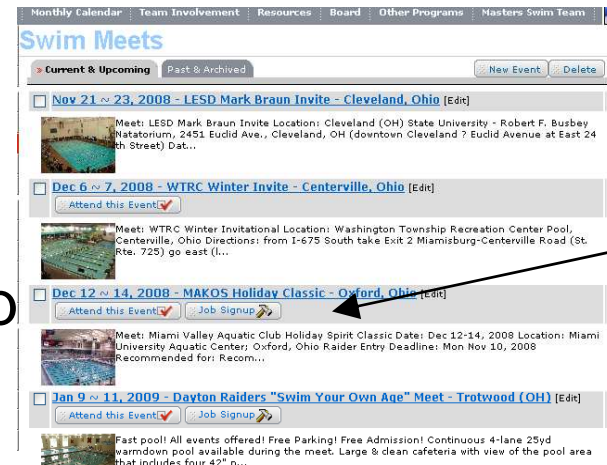 Monthly Calendar Team Involvement Resources Board Other Programs Masters Swim Team
Swim Meets
» Current & Upcoming Past & Archived New Event Delete
Nov 21 ~ 23, 2008 - LESD Mark Braun Invite - Cleveland, Ohio [Edit]
Meet: LESD Mark Braun Invite Location: Cleveland (OH) State University - Robert F. Busbey
Natatorium, 2451 Euclid Ave., Cleveland, OH (downtown Cleveland ? Euclid Avenue at East 24
th Street) Dat...
Dec 6 ~ 7, 2008 - WTRC Winter Invite - Centerville, Ohio [Edit]
Attend this Event
Meet: WTRC Winter Invitational Location: Washington Township Recreation Center Pool,
Centerville, Ohio Directions: from I-675 South take Exit 2 Miamisburg-Centerville Road (St.
Rte. 725) go east (l...
Dec 12 ~ 14, 2008 - MAKOS Holiday Classic - Oxford, Ohio [Edit]
Attend this Event Job Signup
Meet: Miami Valley Aquatic Club Holiday Spirit Classic Date: Dec 12-14, 2008 Location: Miami
University Aquatic Center; Oxford, Ohio Raider Entry Deadline: Mon Nov 10, 2008
Recommended for: Recom...
Jan 9 ~ 11, 2009 - Dayton Raiders "Swim Your Own Age" Meet - Trotwood (OH) [Edit]
Attend this Event Job Signup
Fast pool! All events offered! Free Parking! Free Admission! Continuous 4-lane 25yd
warmdown pool available during the meet. Large & clean cafeteria with view of the pool area
that includes four 42"